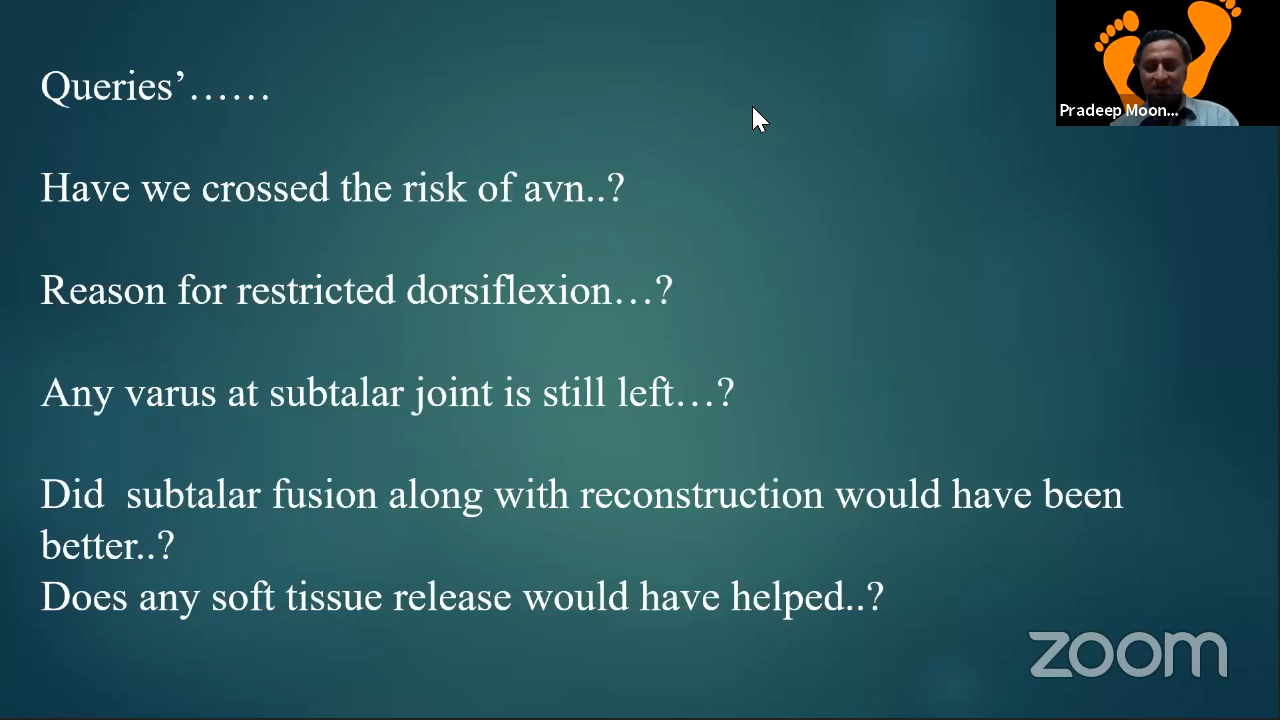 Queries’......
Have we crossed the risk of avn..?
Reason for restricted dorsiflexion…?
Any varus at subtalar joint is still left…?
Did  subtalar fusion along with reconstruction would have been
better..?
Does any soft tissue release would have helped..?
Pradeep Moon...
zoom